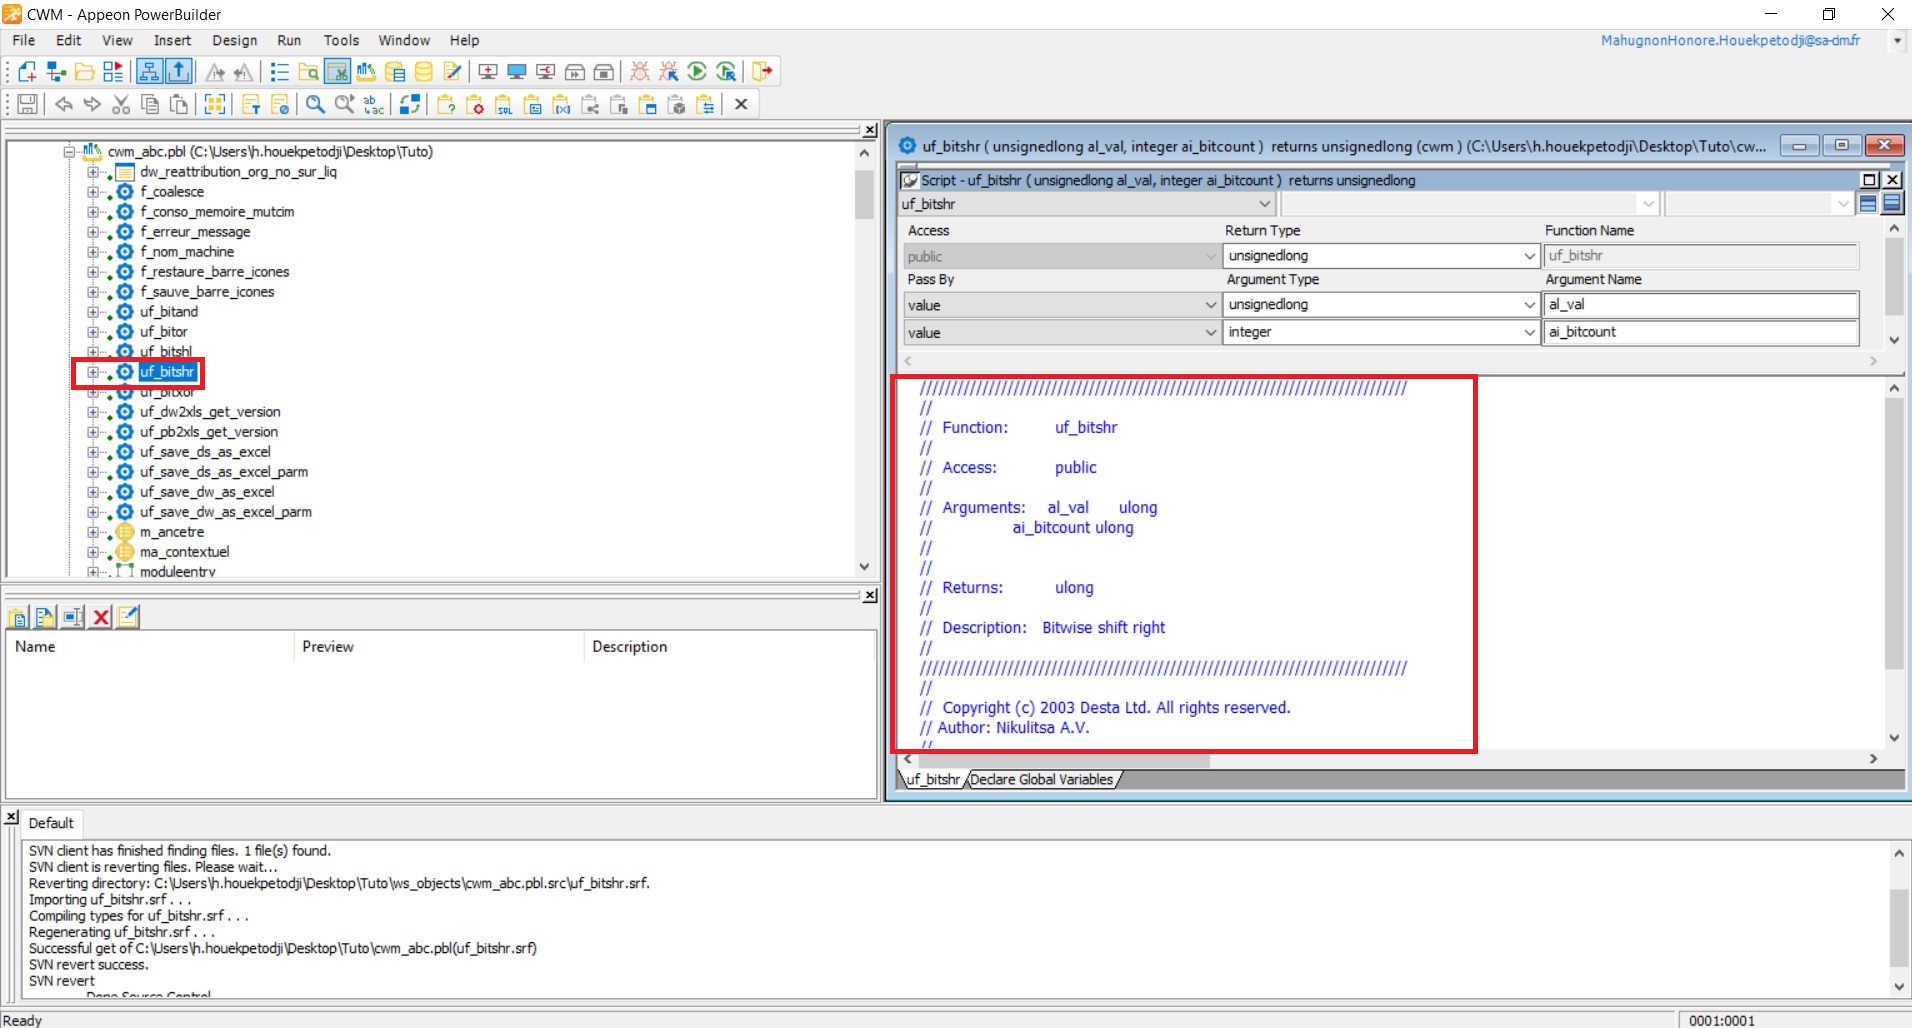 CWM - Appeon PowerBuilder
File Edit View Insert Design Run Tools Window Help
MahugnonHonore.Houekpetodji@sa-cim.fr
cwm_abc.pbl (C:\Users\h.houekpetodji\Desktop\Tuto)
dw_reattribution_org_no_sur_liq
f_coalesce
f_conso_memoire_mutcim
f_erreur_message
f_nom_machine
f_restaure_barre_icones
f_sauve_barre_icones
uf_bitand
uf_bitor
uf_bitshl
uf_bitshr
uf_bitxor
uf_dw2xls_get_version
uf_pb2xls_get_version
uf_save_ds_as_excel
uf_save_ds_as_excel_parm
uf_save_dw_as_excel
uf_save_dw_as_excel_parm
m_ancetre
ma_contextuel
moduleentry
Name Preview Description
uf_bitshr ( unsignedlong al_val, integer ai_bitcount ) returns unsignedlong (cwm ) (C:\Users\h.houekpetodji\Desktop\Tuto\cw...
Script - uf_bitshr ( unsignedlong al_val, integer ai_bitcount ) returns unsignedlong
uf_bitshr
Access Return Type Function Name
public unsignedlong uf_bitshr
Pass By Argument Type Argument Name
value unsignedlong al_val
value integer ai_bitcount
//////////////////////////////////////////////////////////////////////////////
//
// Function: uf_bitshr
//
// Access: public
//
// Arguments: al_val ulong
// ai_bitcount ulong
//
//
// Returns: ulong
//
// Description: Bitwise shift right
//
//////////////////////////////////////////////////////////////////////////////
//
// Copyright (c) 2003 Desta Ltd. All rights reserved.
// Author: Nikulitsa A.V.
//
uf_bitshr Declare Global Variables
Default
SVN client has finished finding files. 1 file(s) found.
SVN client is reverting files. Please wait...
Reverting directory: C:\Users\h.houekpetodji\Desktop\Tuto\ws_objects\cwm_abc.pbl.src\uf_bitshr.srf.
Importing uf_bitshr.srf . . .
Compiling types for uf_bitshr.srf . . .
Regenerating uf_bitshr.srf . . .
Successful get of C:\Users\h.houekpetodji\Desktop\Tuto\cwm_abc.pbl(uf_bitshr.srf)
SVN revert success.
SVN revert
Done Source Control
Ready 0001:0001